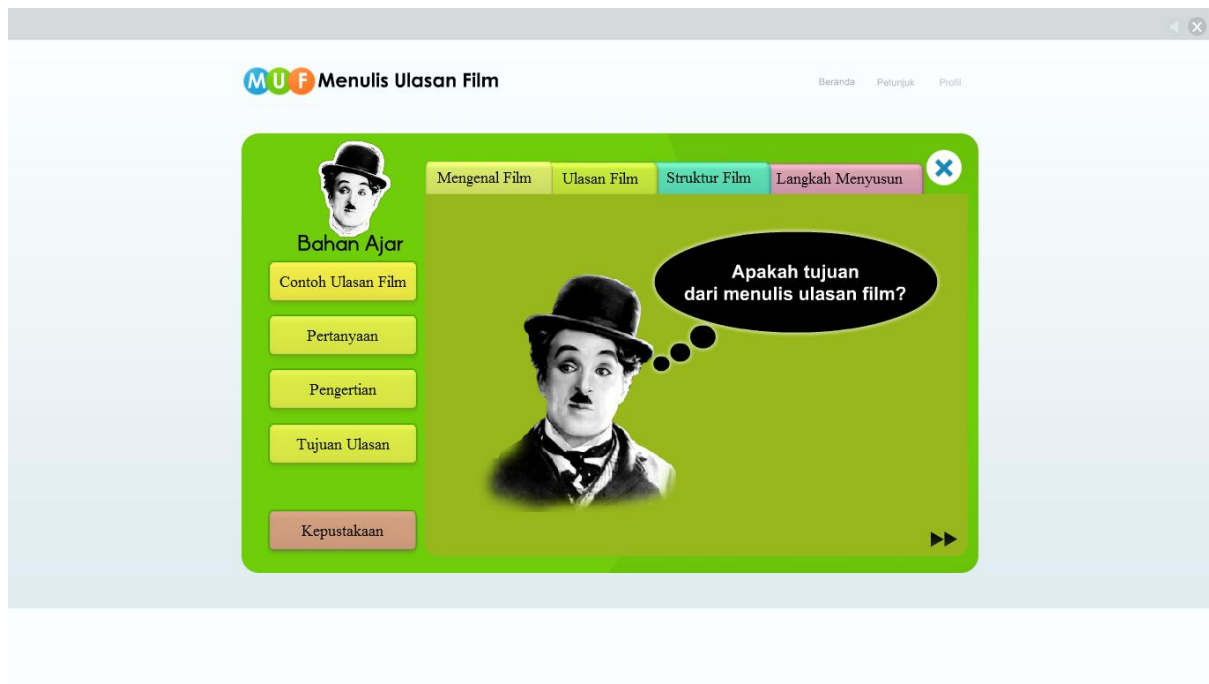 MUF Menulis Ulasan Film
Beranda Petunjuk Profil
Bahan Ajar
Mengenal Film Ulasan Film Struktur Film Langkah Menyusun
Contoh Ulasan Film
Pertanyaan
Pengertian
Tujuan Ulasan
Kepustakaan
Apakah tujuan
dari menulis ulasan film?